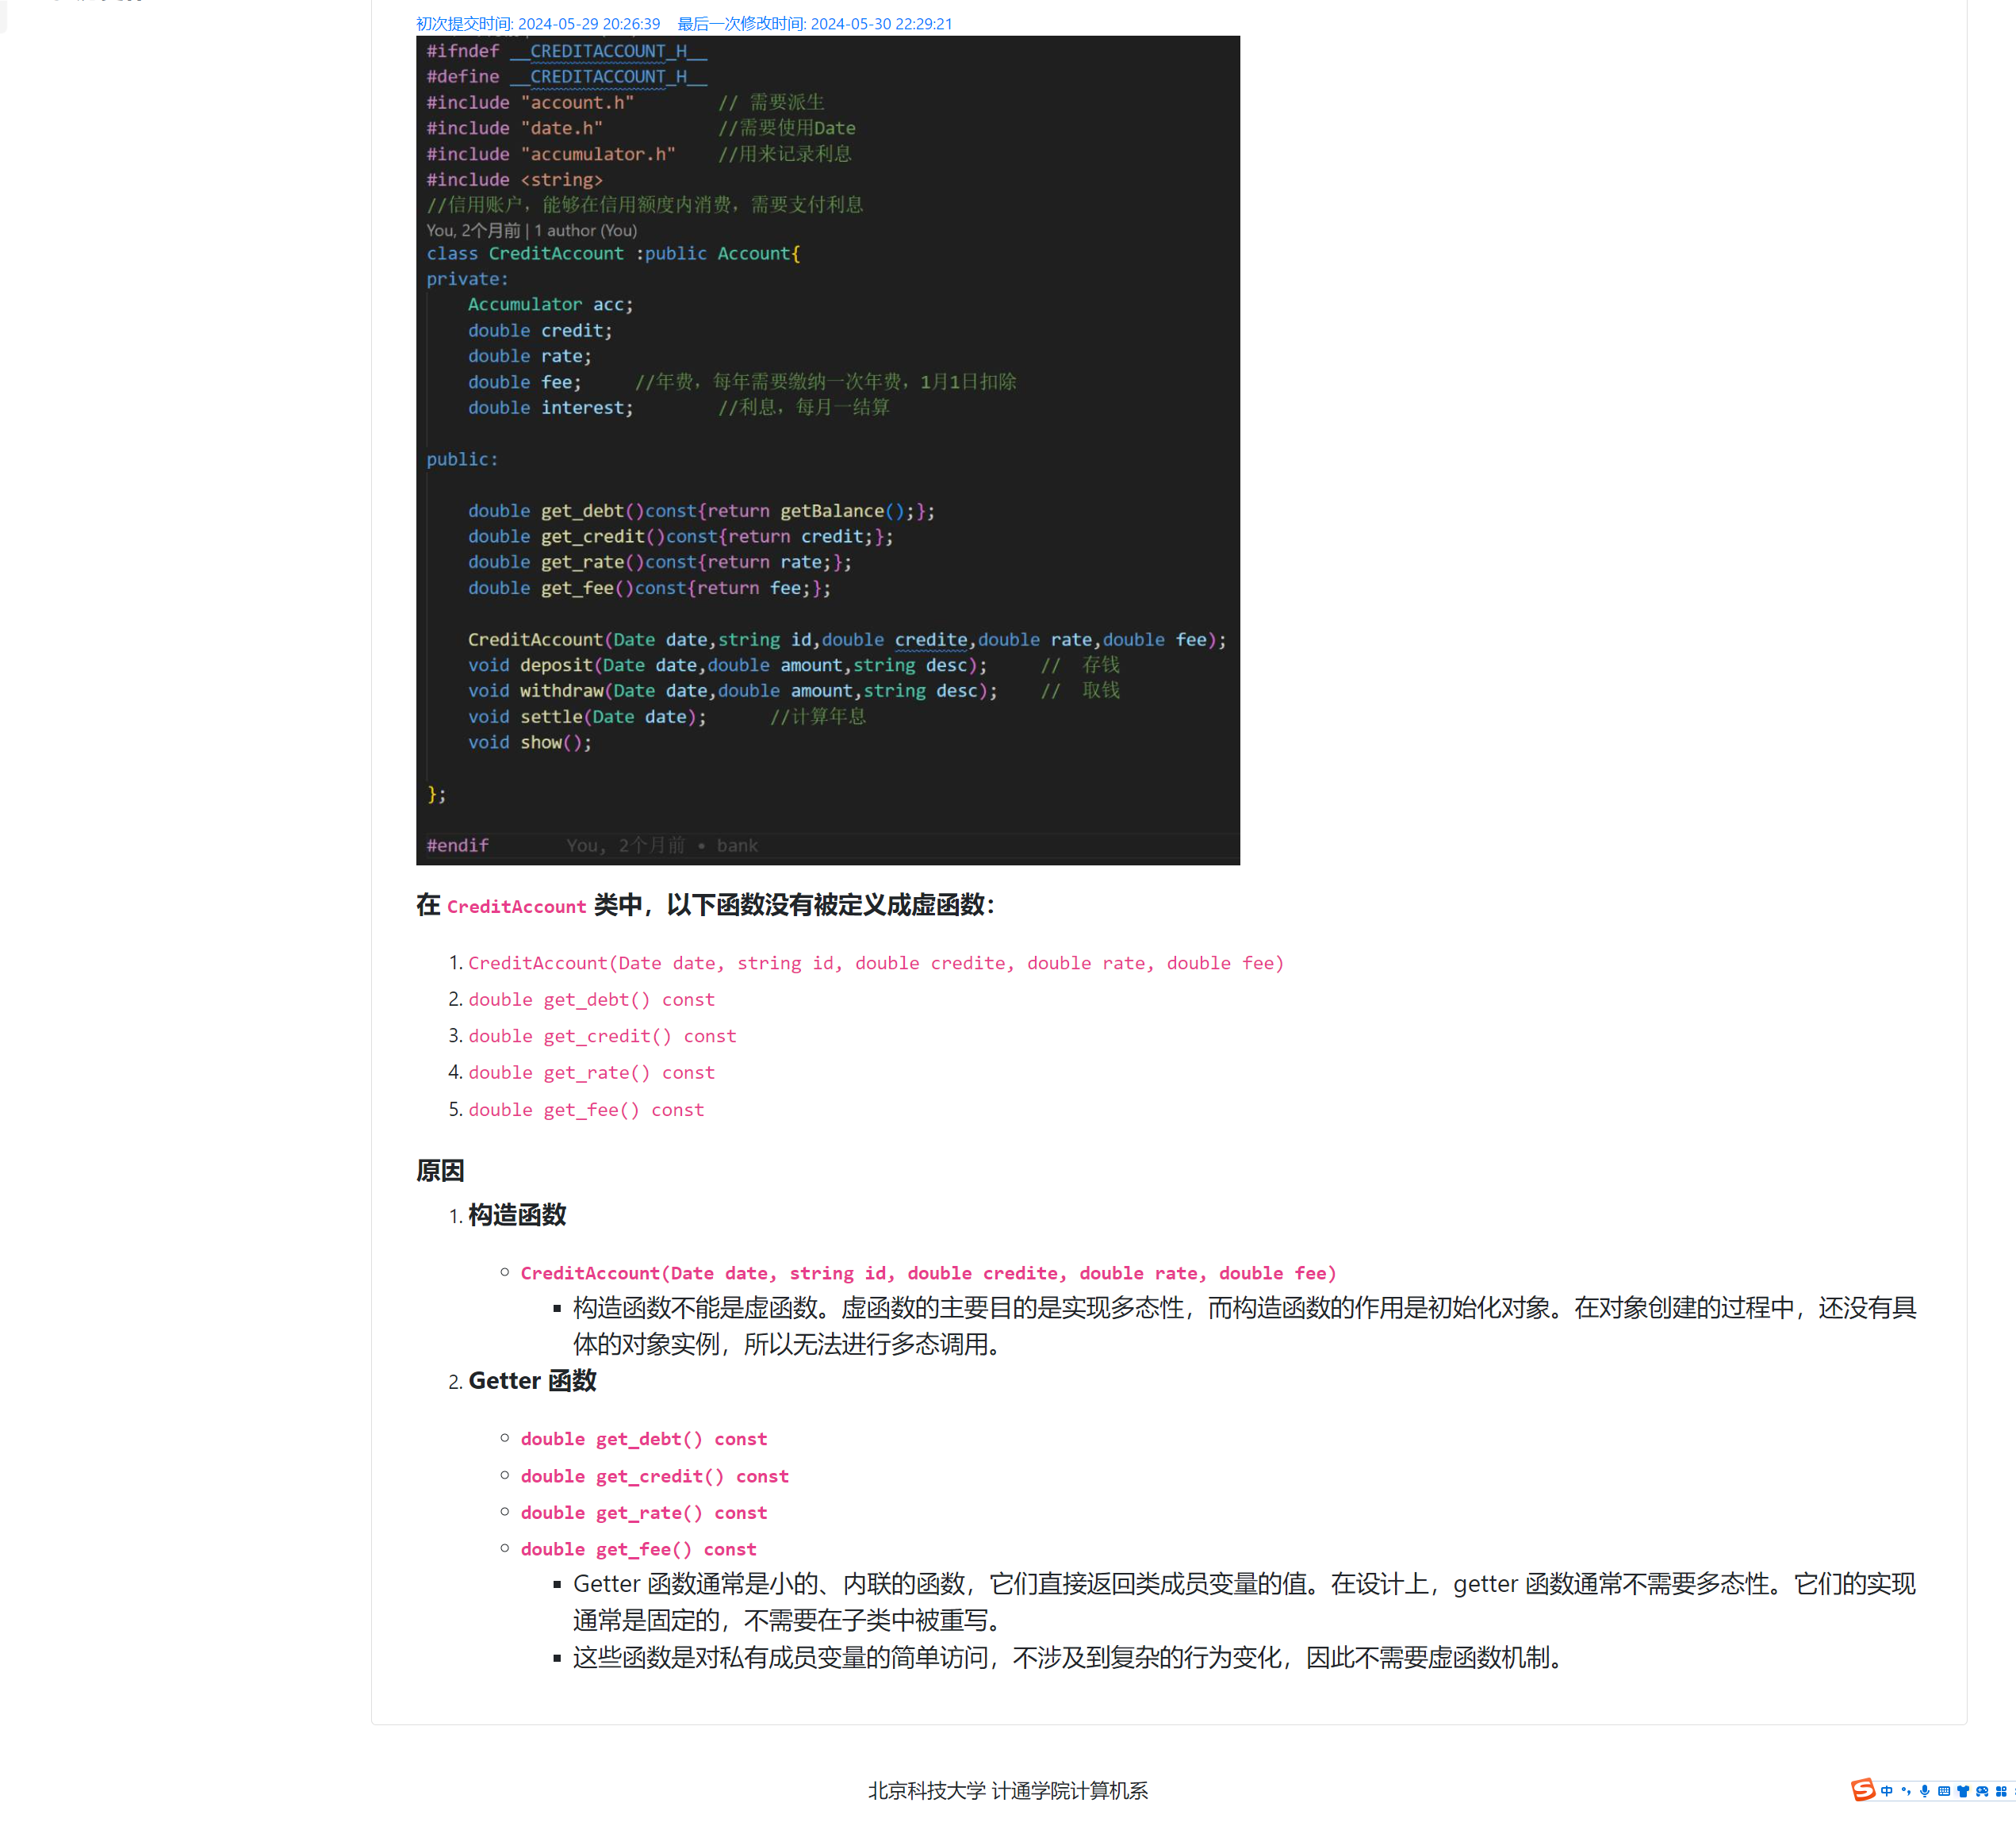 初次提交时间: 2024-05-29 20:26:39 最后一次修改时间: 2024-05-30 22:29:21
#ifndef __CREDITACCOUNT_H__
#define __CREDITACCOUNT_H__
#include "account.h" // 需要派生
#include "date.h" //需要使用Date
#include "accumulator.h" //用来记录利息
#include <string>
//信用账户，能够在信用额度内消费，需要支付利息
You, 2个月前 | 1 author (You)
class CreditAccount :public Account{
private:
Accumulator acc;
double credit;
double rate;
double fee; //年费，每年需要缴纳一次年费，1月1日扣除
double interest; //利息，每月一结算
public:
double get_debt()const{return getBalance();};
double get_credit()const{return credit;};
double get_rate()const{return rate;};
double get_fee()const{return fee;};
CreditAccount(Date date,string id,double credite,double rate,double fee);
void deposit(Date date,double amount,string desc); // 存钱
void withdraw(Date date,double amount,string desc); // 取钱
void settle(Date date); //计算年息
void show();
};
#endif You, 2个月前 • bank
在 CreditAccount 类中，以下函数没有被定义成虚函数：
1. CreditAccount(Date date, string id, double credite, double rate, double fee)
2. double get_debt() const
3. double get_credit() const
4. double get_rate() const
5. double get_fee() const
原因
1. 构造函数
CreditAccount(Date date, string id, double credite, double rate, double fee)
构造函数不能是虚函数。虚函数的主要目的是实现多态性，而构造函数的作用是初始化对象。在对象创建的过程中，还没有具
体的对象实例，所以无法进行多态调用。
2. Getter 函数
double get_debt() const
double get_credit() const
double get_rate() const
double get_fee() const
Getter 函数通常是小的、内联的函数，它们直接返回类成员变量的值。在设计上，getter 函数通常不需要多态性。它们的实现
通常是固定的，不需要在子类中被重写。
这些函数是对私有成员变量的简单访问，不涉及到复杂的行为变化，因此不需要虚函数机制。
北京科技大学 计通学院计算机系
中